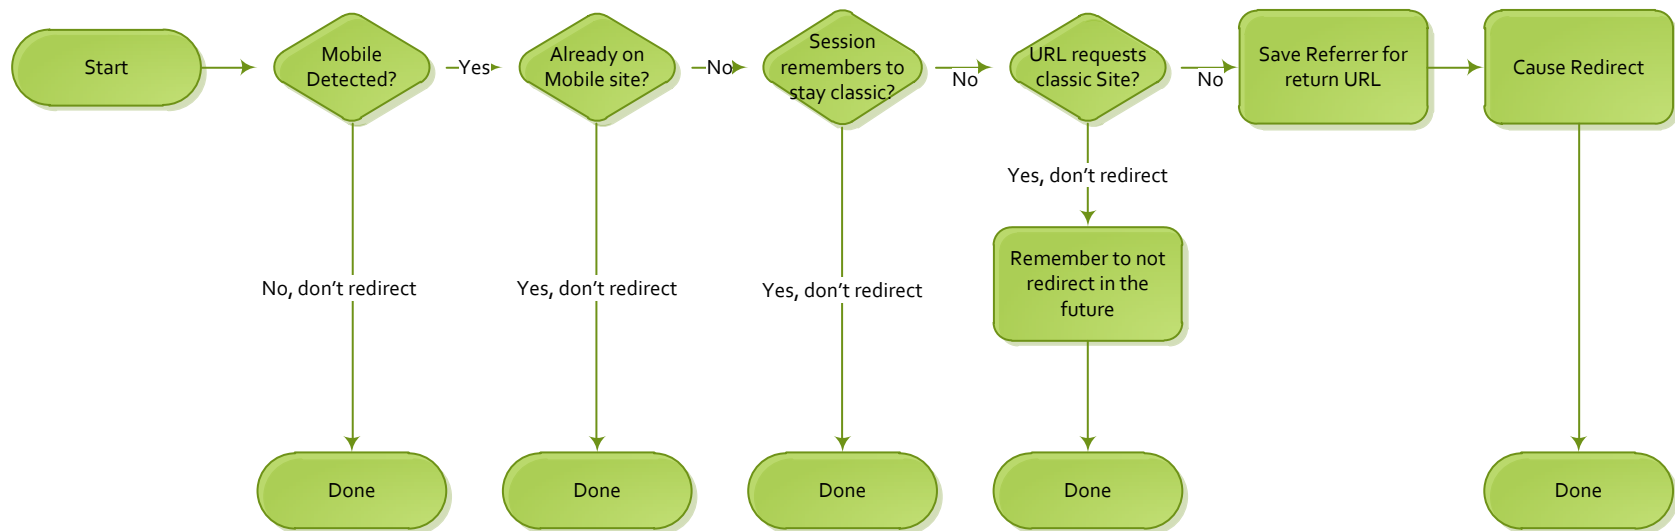 Start
Mobile
Detected?
Yes
Already on
Mobile site?
No
Session
remembers to
stay classic?
No
URL requests
classic Site?
No
Save Referrer for
return URL
Cause Redirect
Yes, don’t redirect
Remember to not
redirect in the
future
No, don’t redirect
Yes, don’t redirect
Yes, don’t redirect
Done
Done
Done
Done
Done